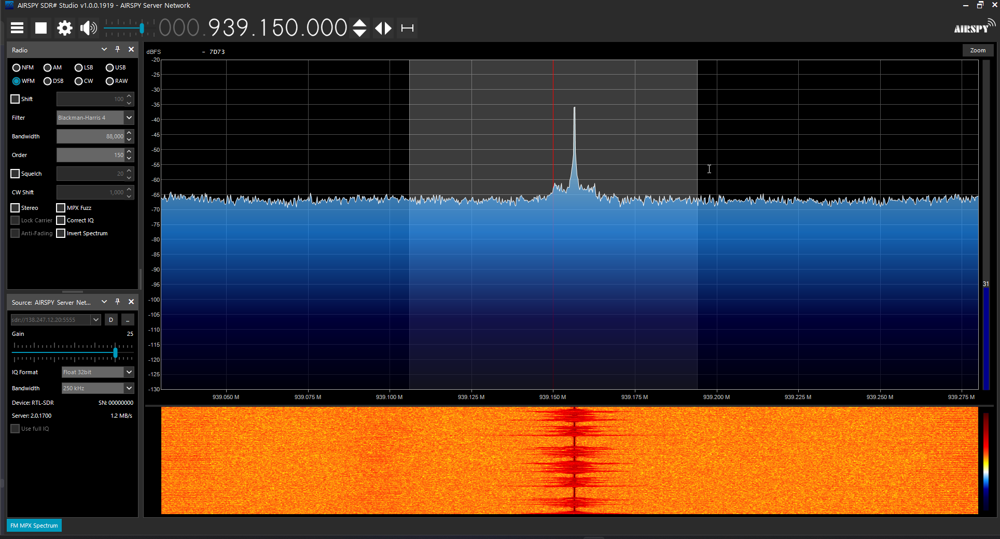 AIRSPY SDR# Studio v1.0.0.1919 - AIRSPY Server Network
000.939.150.000
AIRSPY
Radio
NFM AM LSB USB
WFM DSB CW RAW
Shift 100
Filter Blackman-Harris 4
Bandwidth 88,000
Order 150
Squelch 20
CW Shift 1,000
Stereo MPX Fuzz
Lock Carrier Correct IQ
Anti-Fading Invert Spectrum
Source: AIRSPY Server Net...
sdr://138.247.12.20:5555 D ...
Gain 25
IQ Format Float 32bit
Bandwidth 250 kHz
Device: RTL-SDR SN: 00000000
Server: 2.0.1700 1.2 MB/s
Use full IQ
FM MPX Spectrum
dBFS - 7D73
Zoom
-20
-25
-30
-35
-40
-45
-50
-55
-60
-65
-70
-75
-80
-85
-90
-95
-100
-105
-110
-115
-120
-125
-130
31
939.050 M 939.075 M 939.100 M 939.125 M 939.150 M 939.175 M 939.200 M 939.225 M 939.250 M 939.275 M